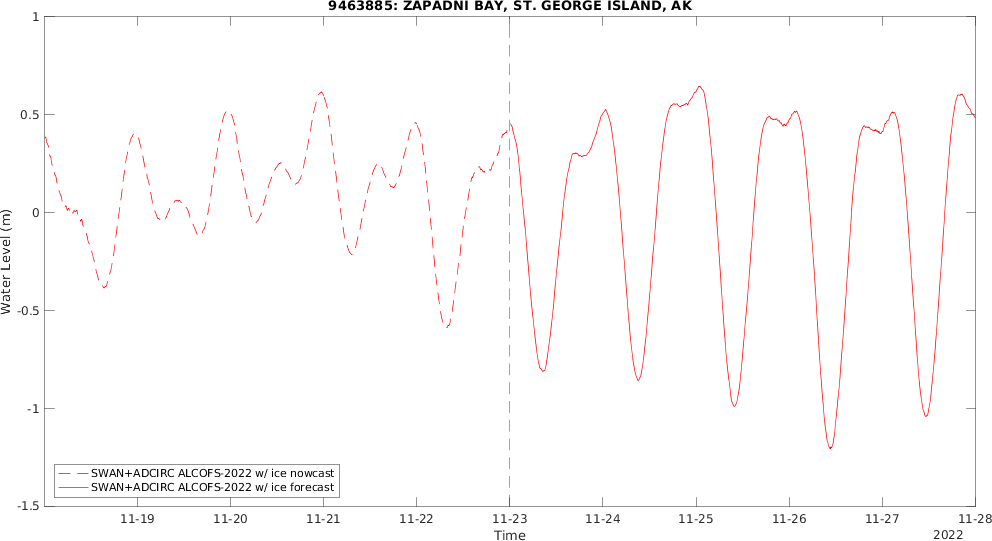 9463885: ZAPADNI BAY, ST. GEORGE ISLAND, AK
1
0.5
0
-0.5
-1
-1.5
Water Level (m)
SWAN+ADCIRC ALCOFS-2022 w/ ice nowcast
SWAN+ADCIRC ALCOFS-2022 w/ ice forecast
11-19 11-20 11-21 11-22 11-23 11-24 11-25 11-26 11-27 11-28
Time
2022